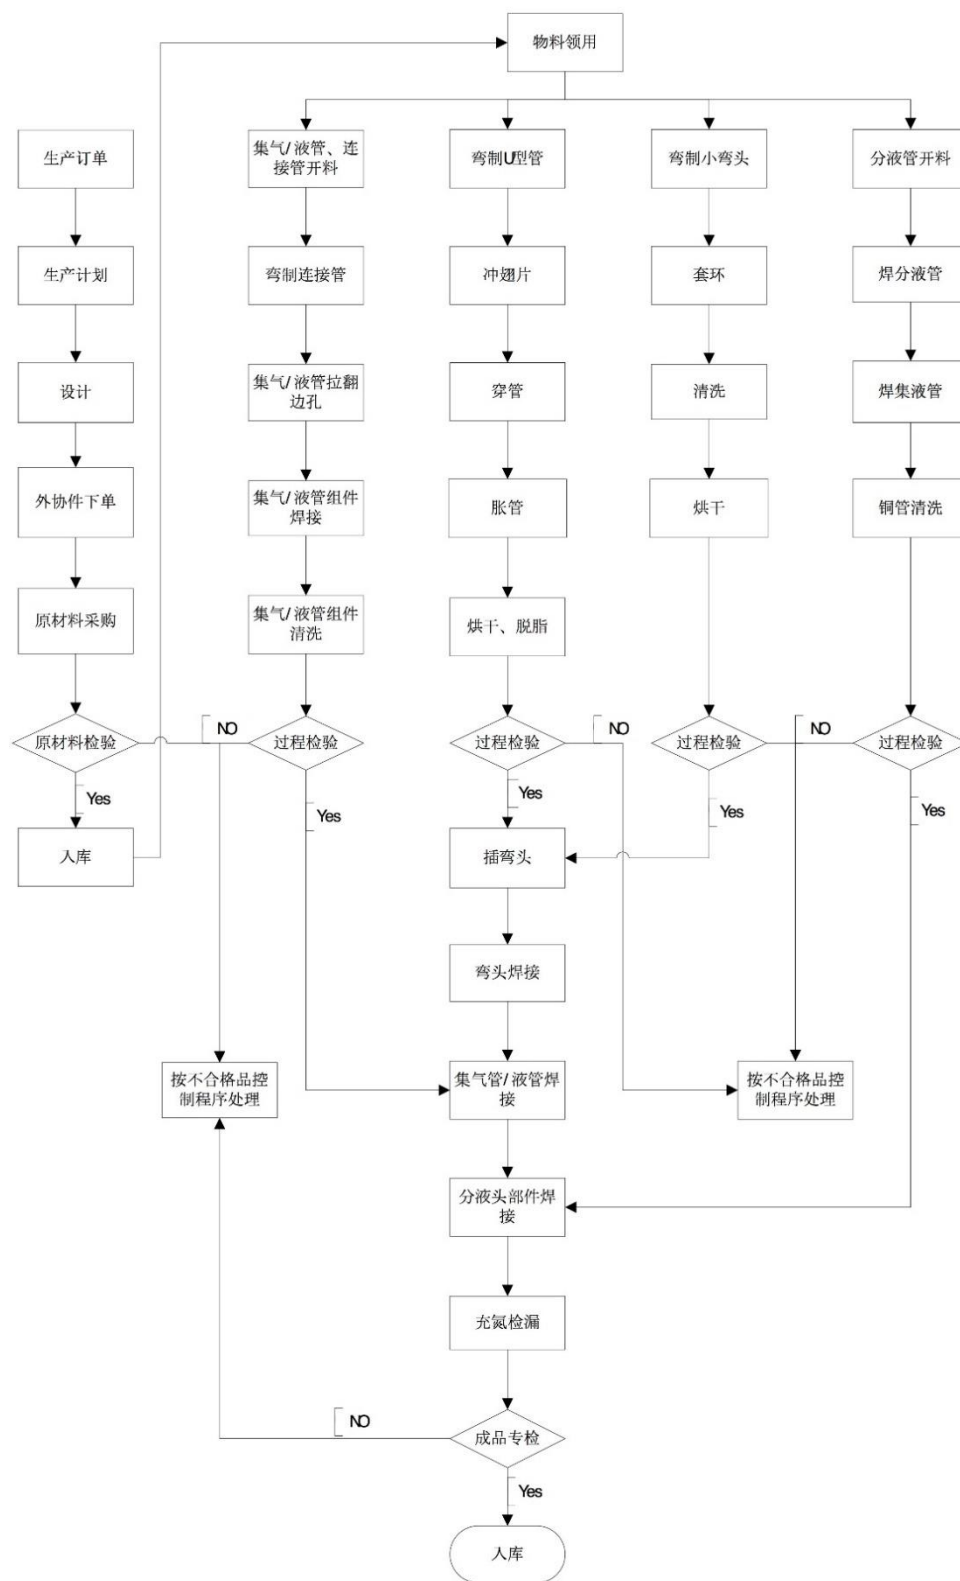 物料领用
生产订单
集气/液管、连
接管开料
弯制U型管
弯制小弯头
分液管开料
生产计划
弯制连接管
冲翅片
套环
焊分液管
设计
集气/液管拉翻
边孔
穿管
清洗
焊集液管
外协件下单
集气/液管组件
焊接
胀管
烘干
铜管清洗
原材料采购
集气/液管组件
清洗
烘干、脱脂
原材料检验
NO
过程检验
过程检验
NO
过程检验
NO
过程检验
Yes
Yes
Yes
Yes
Yes
入库
插弯头
弯头焊接
按不合格品控
制程序处理
集气管/液管焊
接
按不合格品控
制程序处理
分液头部件焊
接
充氮检漏
NO
成品专检
Yes
入库